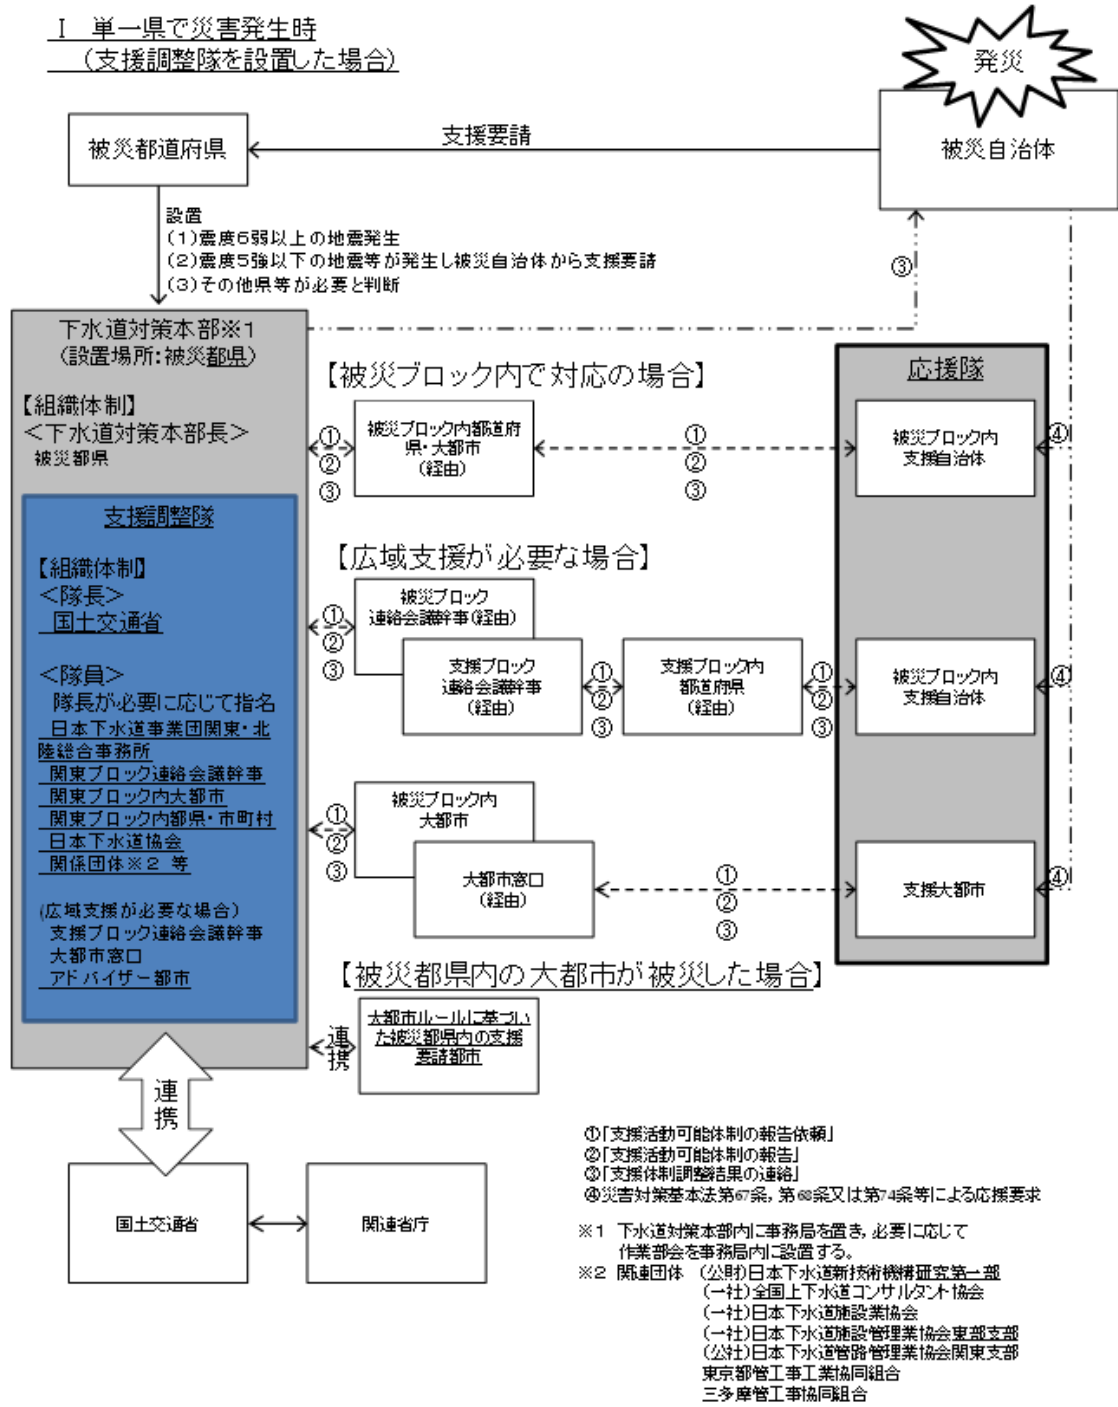 Ⅰ 単一県で災害発生時
(支援調整隊を設置した場合)
発災
被災都道府県
支援要請
被災自治体
設置
(1)震度6弱以上の地震発生
(2)震度5強以下の地震等が発生し被災自治体から支援要請
(3)その他県等が必要と判断
③
下水道対策本部※1
(設置場所:被災都県)
【組織体制】
<下水道対策本部長>
被災都県
支援調整隊
【組織体制】
<隊長>
国土交通省
<隊員>
隊長が必要に応じて指名
日本下水道事業団関東・北
陸総合事務所
関東ブロック連絡会議幹事
関東ブロック内大都市
関東ブロック内都県・市町村
日本下水道協会
関係団体※2 等
(広域支援が必要な場合)
支援ブロック連絡会議幹事
大都市窓口
アドバイザー都市
【被災ブロック内で対応の場合】
①
②
③
被災ブロック内都道府
県・大都市
(経由)
①
②
③
応援隊
被災ブロック内
支援自治体
④
【広域支援が必要な場合】
①
②
③
被災ブロック
連絡会議幹事(経由)
支援ブロック
連絡会議幹事
(経由)
①
②
③
支援ブロック内
都道府県
(経由)
①
②
③
被災ブロック内
支援自治体
④
①
②
③
被災ブロック内
大都市
大都市窓口
(経由)
①
②
③
支援大都市
④
【被災都県内の大都市が被災した場合】
連
携
大都市ルールに基づい
た被災都県内の支援
要請都市
連
携
国土交通省
関連省庁
①「支援活動可能体制の報告依頼」
②「支援活動可能体制の報告」
③「支援体制調整結果の連絡」
④災害対策基本法第67条,第68条又は第74条等による応援要求
※1 下水道対策本部内に事務局を置き,必要に応じて
作業部会を事務局内に設置する。
※2 関連団体 (公財)日本下水道新技術機構研究第一部
(一社)全国上下水道コンサルタント協会
(一社)日本下水道施設業協会
(一社)日本下水道施設管理業協会東部支部
(公社)日本下水道管路管理業協会関東支部
東京都管工事工業協同組合
三多摩管工事協同組合